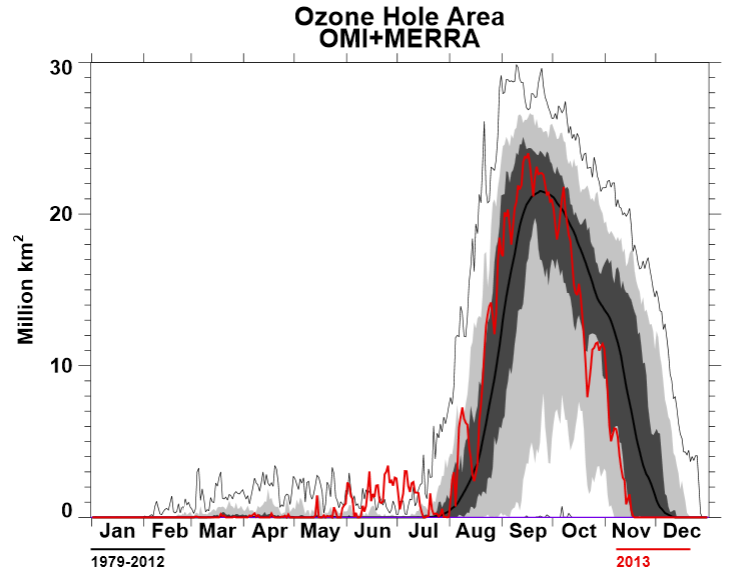 Ozone Hole Area
OMI+MERRA
30
20
10
0
Million km²
Jan Feb Mar Apr May Jun Jul Aug Sep Oct Nov Dec
1979-2012 2013